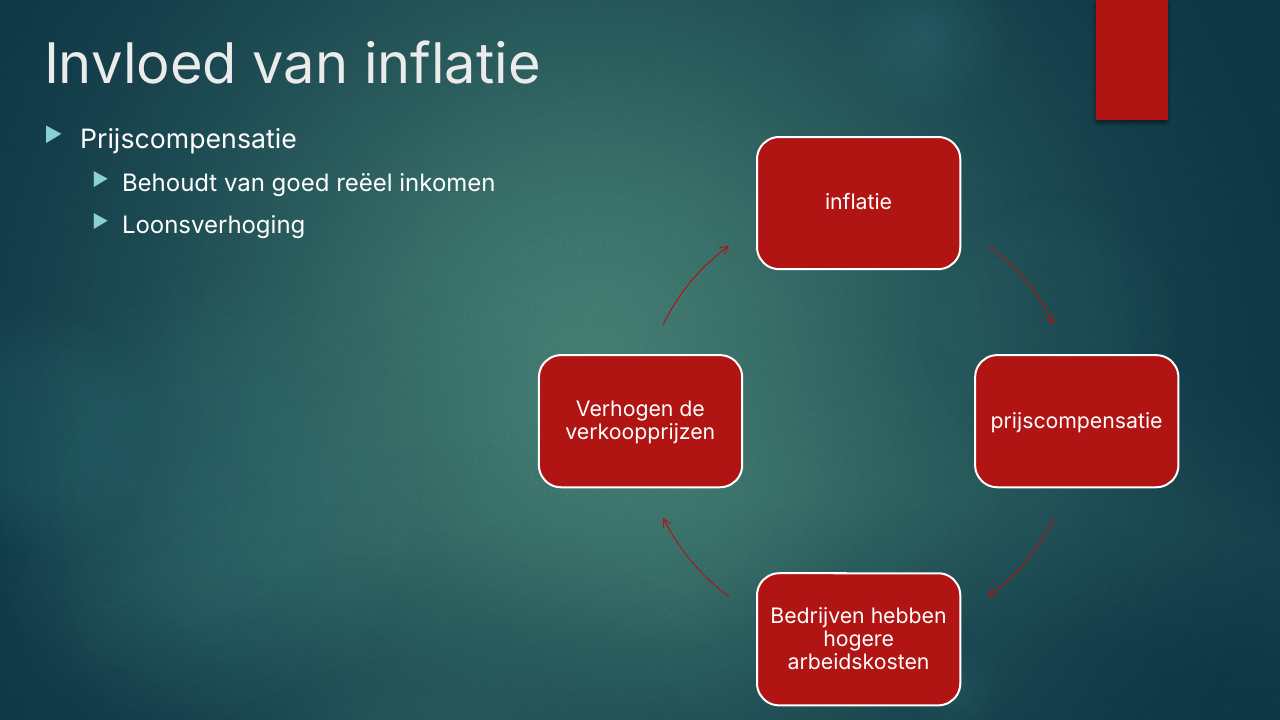 Invloed van inflatie
Prijscompensatie
Behoudt van goed reëel inkomen
Loonsverhoging
inflatie
prijscompensatie
Bedrijven hebben
hogere
arbeidskosten
Verhogen de
verkoopprijzen